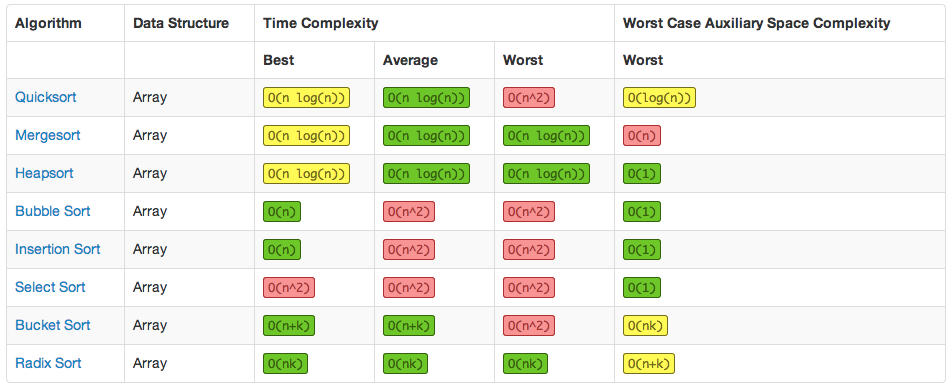 Algorithm Data Structure Time Complexity Worst Case Auxiliary Space Complexity
Best Average Worst Worst
Quicksort Array O(n log(n)) O(n log(n)) O(n^2) O(log(n))
Mergesort Array O(n log(n)) O(n log(n)) O(n log(n)) O(n)
Heapsort Array O(n log(n)) O(n log(n)) O(n log(n)) O(1)
Bubble Sort Array O(n) O(n^2) O(n^2) O(1)
Insertion Sort Array O(n) O(n^2) O(n^2) O(1)
Select Sort Array O(n^2) O(n^2) O(n^2) O(1)
Bucket Sort Array O(n+k) O(n+k) O(n^2) O(nk)
Radix Sort Array O(nk) O(nk) O(nk) O(n+k)